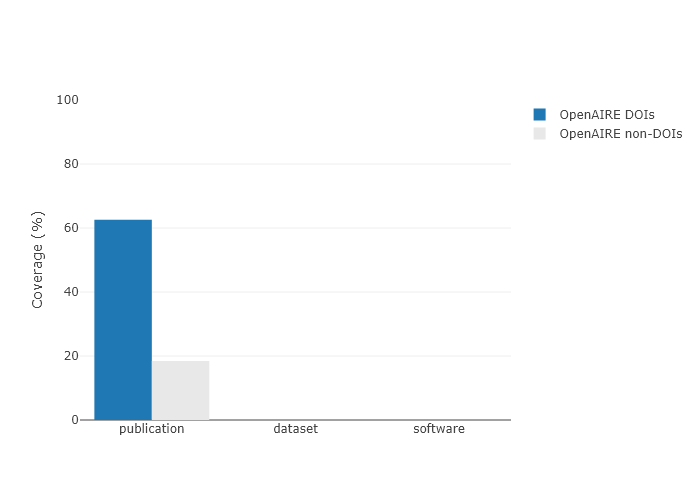 100
80
60
40
20
0
Coverage (%)
publication
dataset
software
OpenAIRE DOIs
OpenAIRE non-DOIs